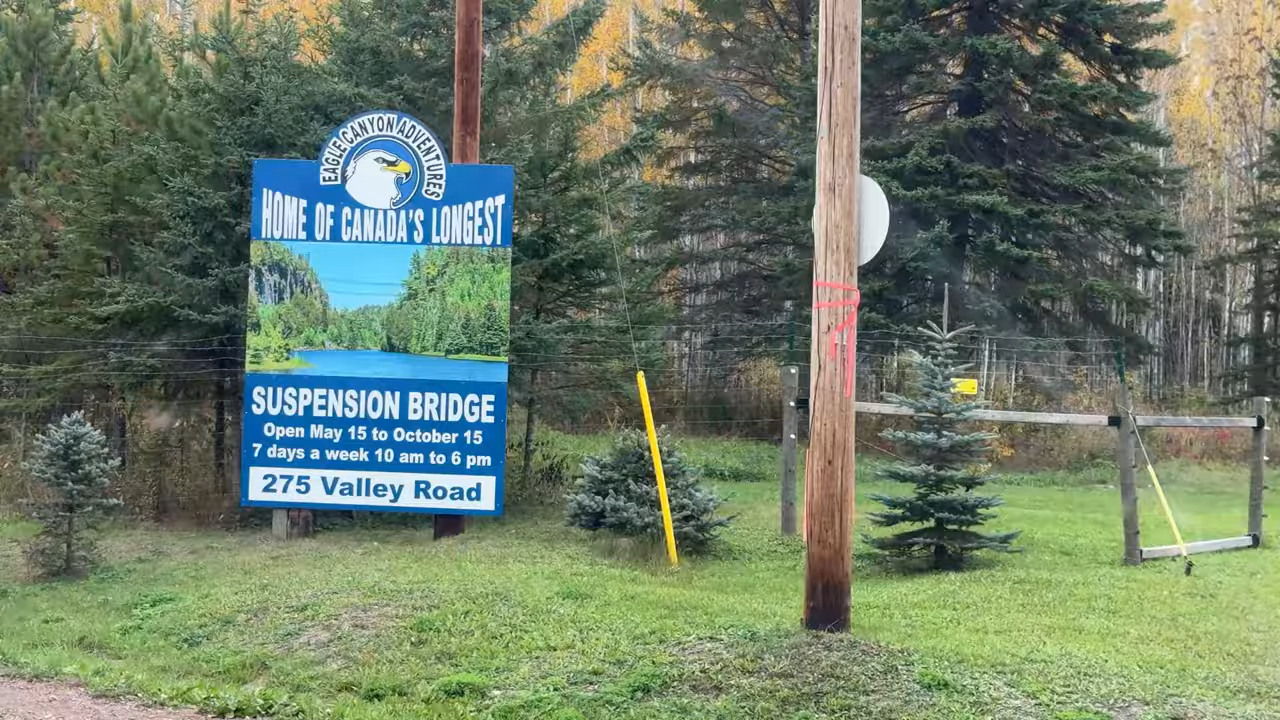 EAGLE CANYON ADVENTURES
HOME OF CANADA'S LONGEST
SUSPENSION BRIDGE
Open May 15 to October 15
7 days a week 10 am to 6 pm
275 Valley Road